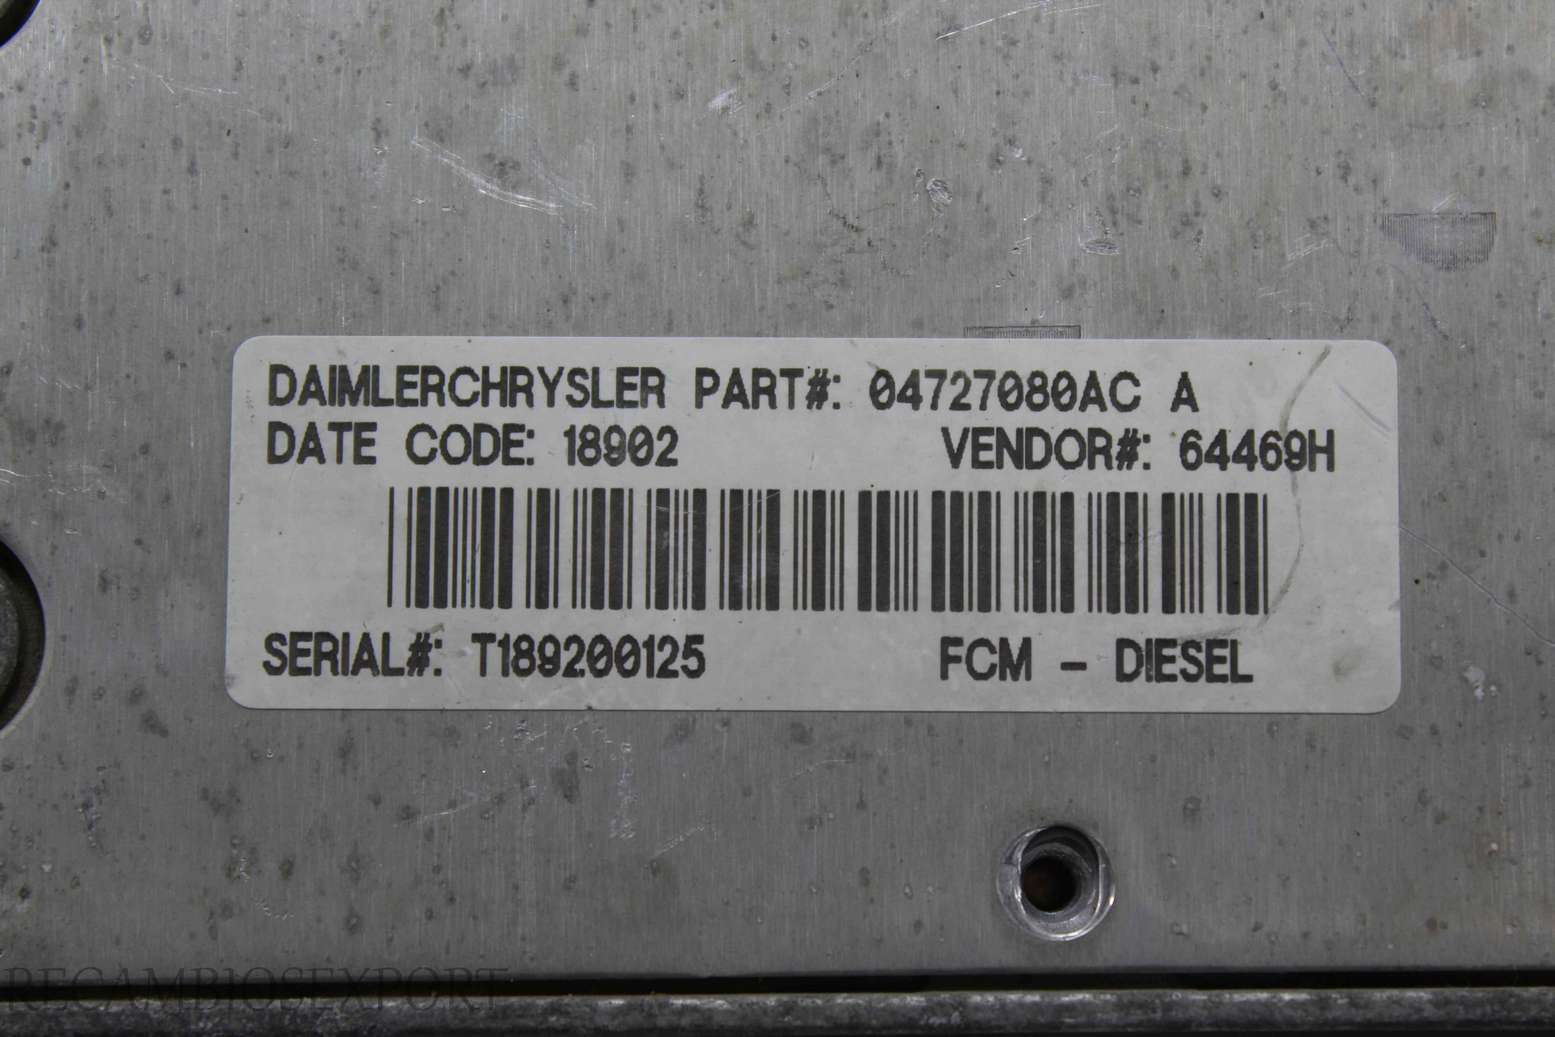 DAIMLERCHRYSLER PART#: 04727080AC A
DATE CODE: 18902 VENDOR#: 64469H
SERIAL#: T189200125 FCM - DIESEL
RECAMBIOSEXPORT